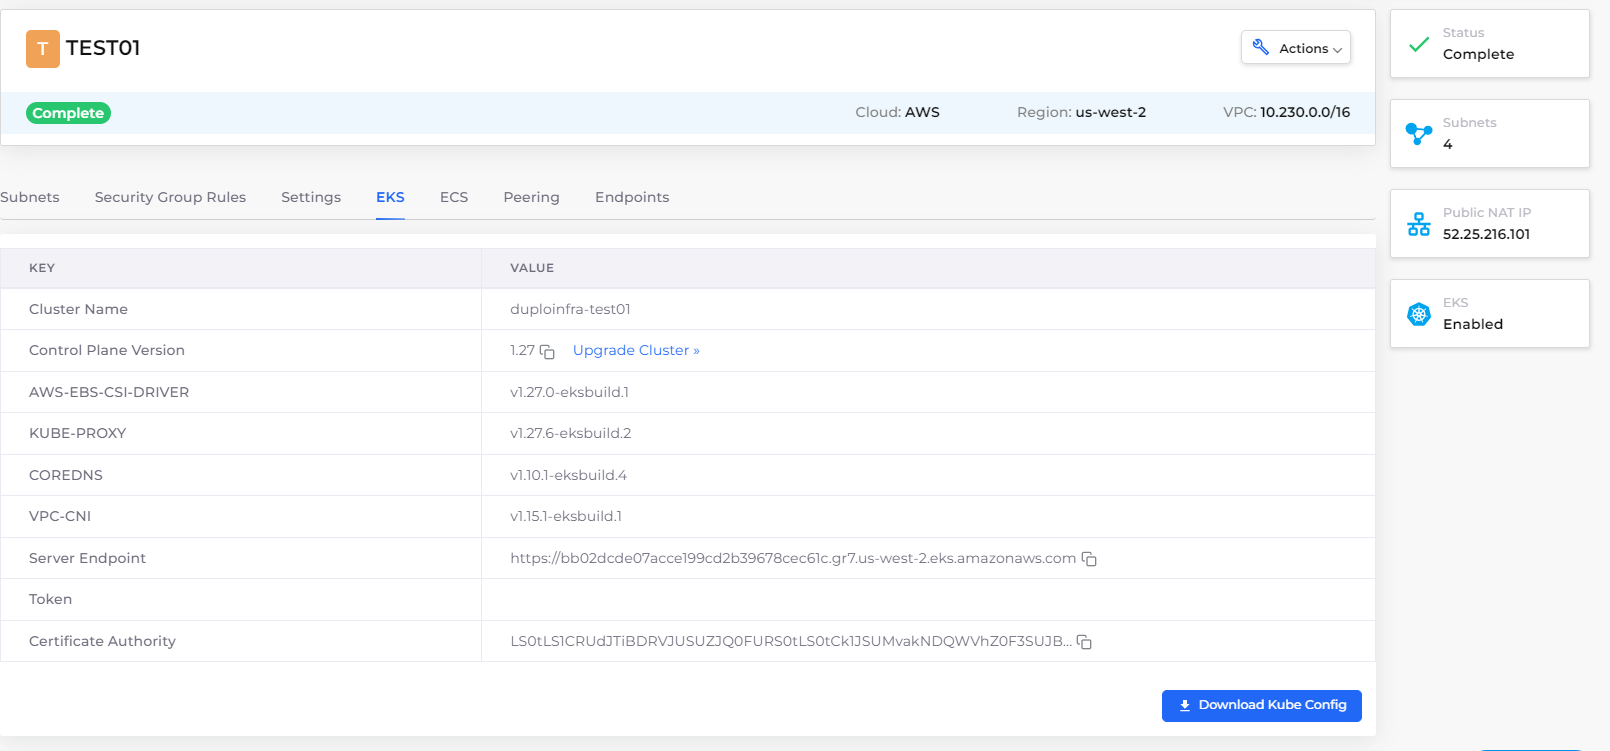 T TEST01
Actions
Complete
Cloud: AWS Region: us-west-2 VPC: 10.230.0.0/16
Subnets Security Group Rules Settings EKS ECS Peering Endpoints
KEY VALUE
Cluster Name duploinfra-test01
Control Plane Version 1.27 Upgrade Cluster »
AWS-EBS-CSI-DRIVER v1.27.0-eksbuild.1
KUBE-PROXY v1.27.6-eksbuild.2
COREDNS v1.10.1-eksbuild.4
VPC-CNI v1.15.1-eksbuild.1
Server Endpoint https://bb02dcde07acce199cd2b39678cec61c.gr7.us-west-2.eks.amazonaws.com
Token
Certificate Authority LS0tLS1CRUdJTiBDRVJUSUZJQ0FURS0tLS0tCk1JSUMvakNDQWVhZ0F3SUJB...
Download Kube Config
Status
Complete
Subnets
4
Public NAT IP
52.25.216.101
EKS
Enabled